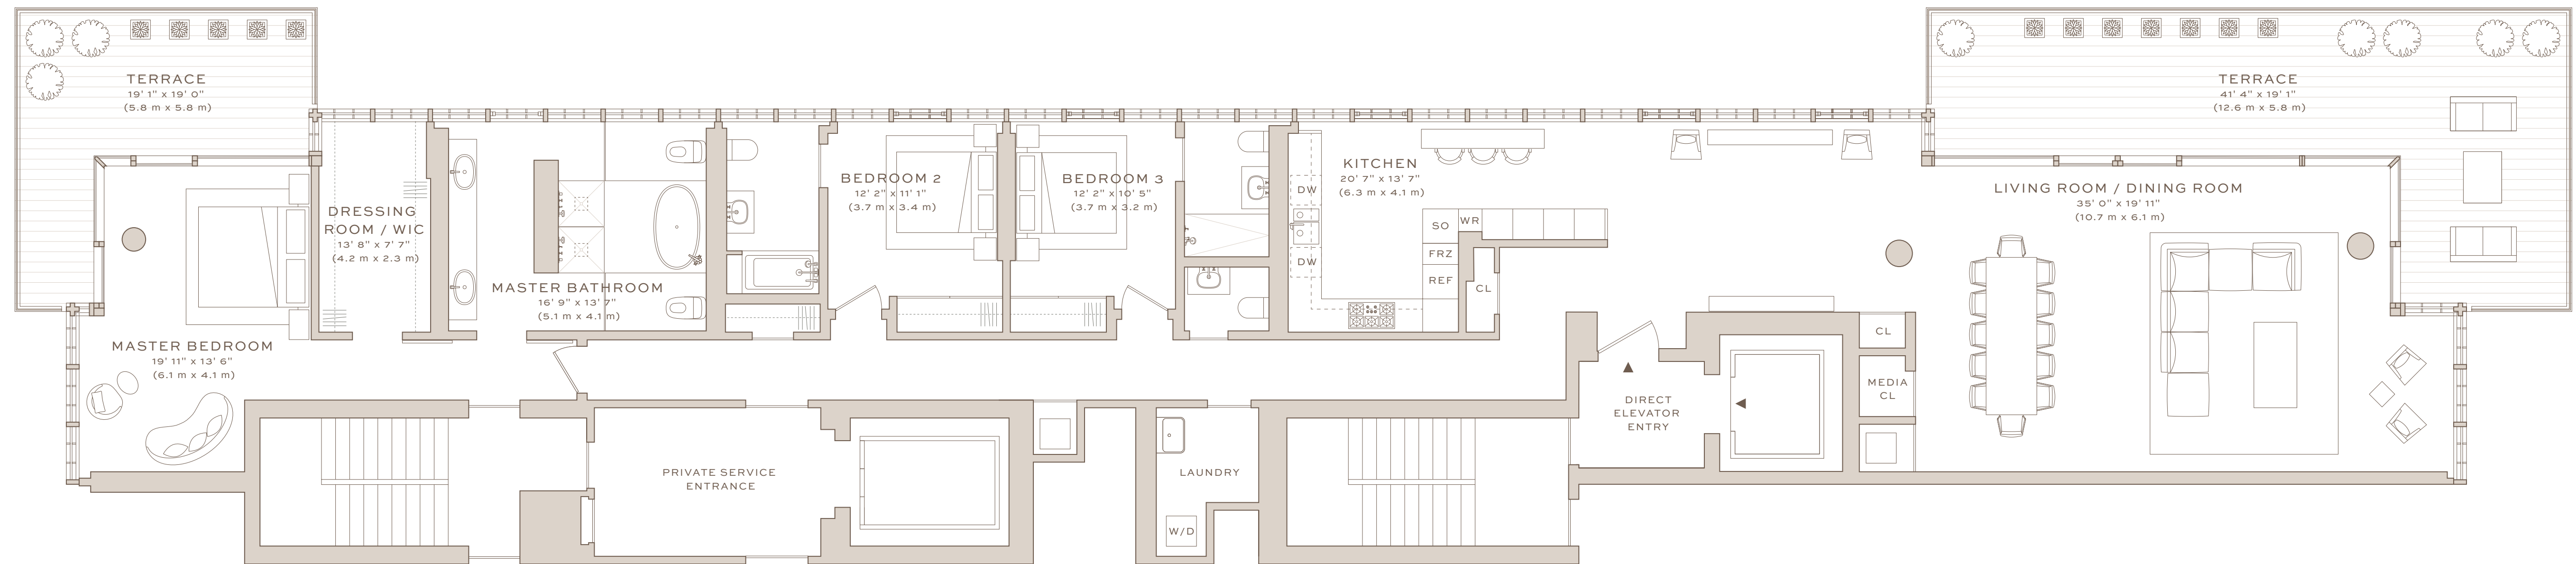 TERRACE
19' 1" x 19' 0"
(5.8 m x 5.8 m)
TERRACE
41' 4" x 19' 1"
(12.6 m x 5.8 m)
DRESSING
ROOM / WIC
13' 8" x 7' 7"
(4.2 m x 2.3 m)
MASTER BATHROOM
16' 9" x 13' 7"
(5.1 m x 4.1 m)
BEDROOM 2
12' 2" x 11' 1"
(3.7 m x 3.4 m)
BEDROOM 3
12' 2" x 10' 5"
(3.7 m x 3.2 m)
KITCHEN
20' 7" x 13' 7"
(6.3 m x 4.1 m)
DW
DW
SO
WR
FRZ
REF
CL
LIVING ROOM / DINING ROOM
35' 0" x 19' 11"
(10.7 m x 6.1 m)
MASTER BEDROOM
19' 11" x 13' 6"
(6.1 m x 4.1 m)
CL
MEDIA
CL
DIRECT
ELEVATOR
ENTRY
PRIVATE SERVICE
ENTRANCE
LAUNDRY
W/D